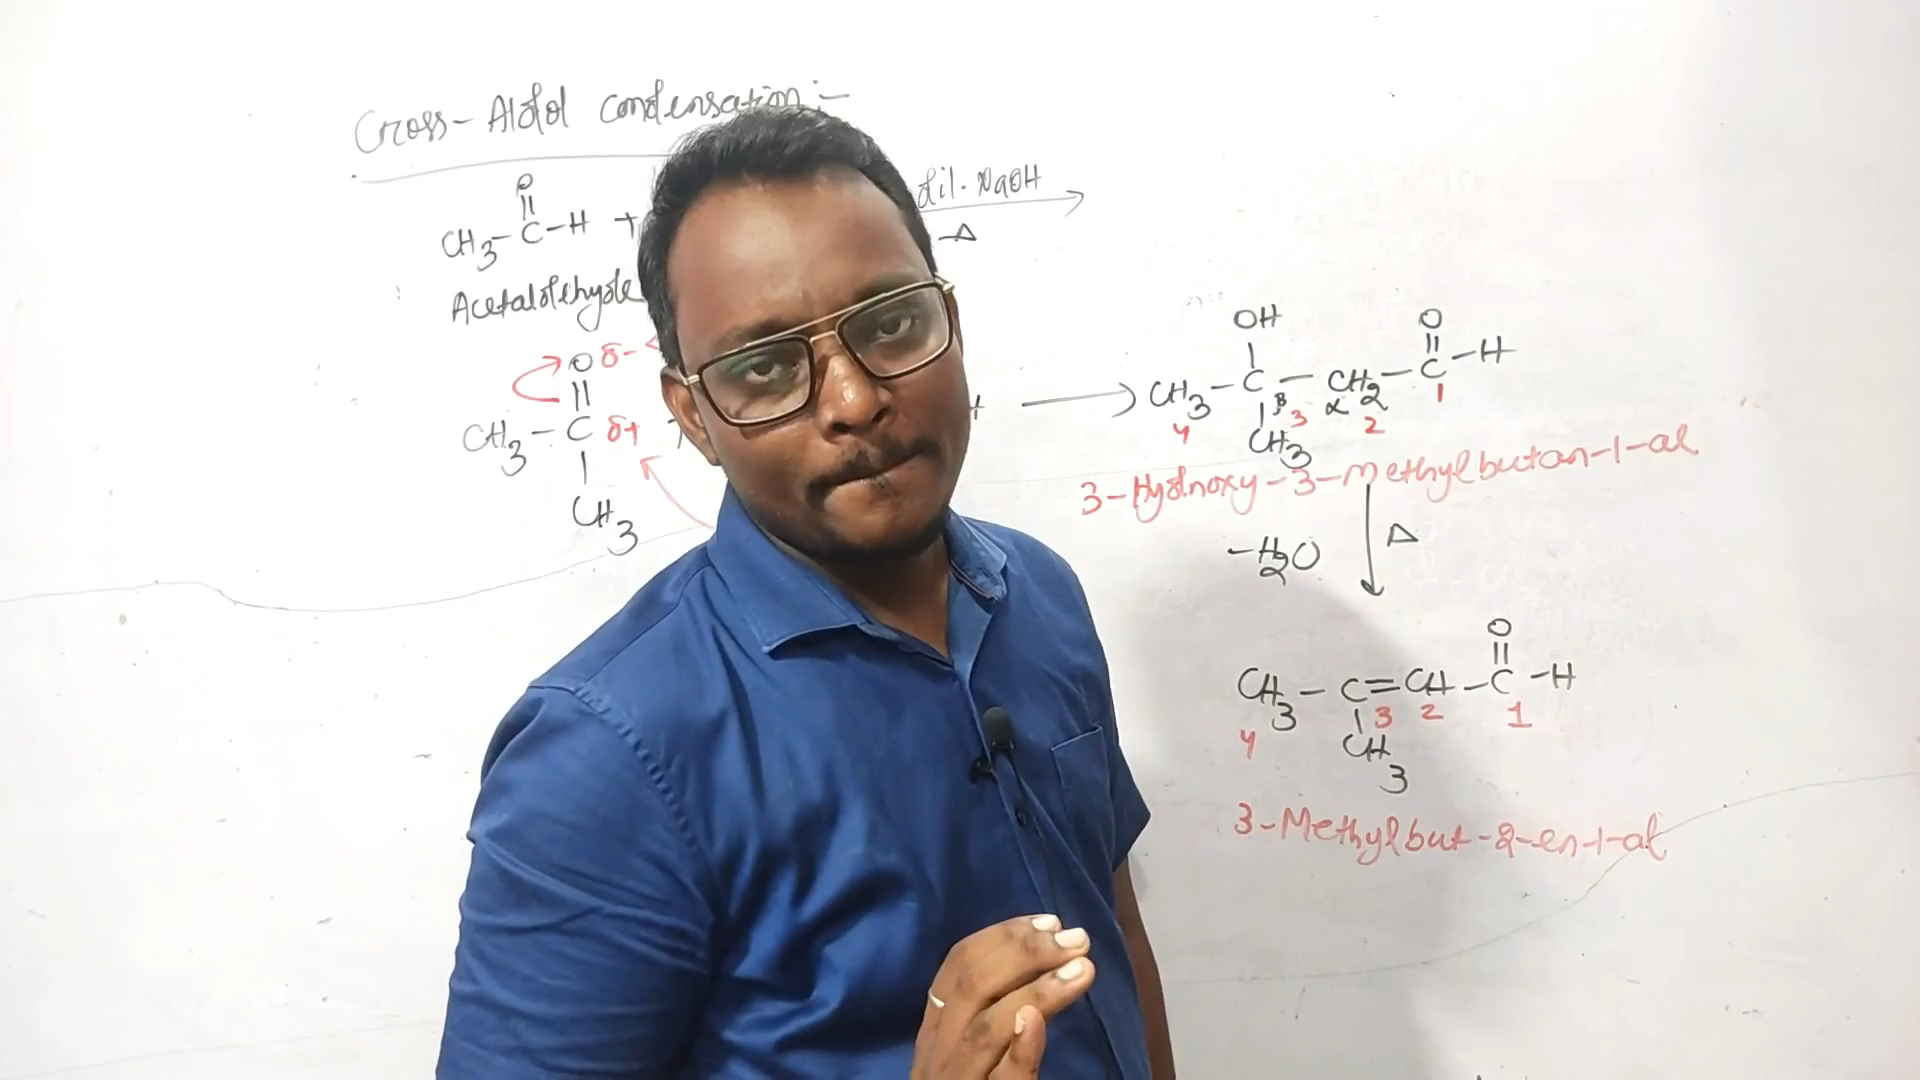 Cross-Aldol condensation:-
O
CH3-C-H +
dil. NaOH
Δ
Acetaldehyde
O δ-
CH3-C δ+
CH3
OH O
CH3-C-CH2-C-H
β α
4 3 2 1
CH3
3-Hydroxy-3-Methylbutan-1-al
-H2O Δ
O
CH3-C=CH-C-H
4 3 2 1
CH3
3-Methylbut-2-en-1-al